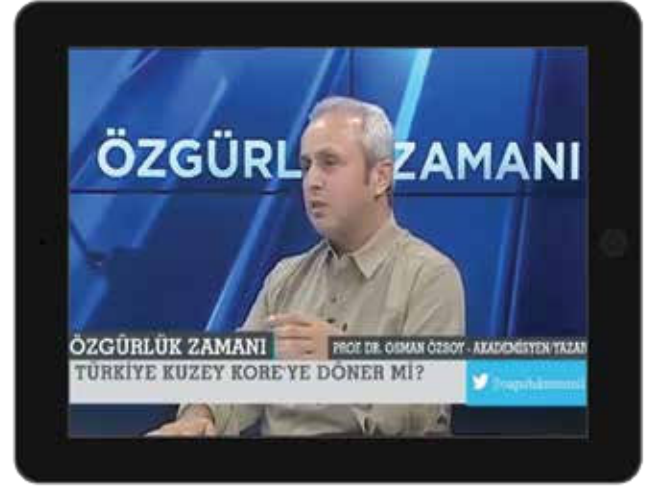 ÖZGÜRL ZAMANI
ÖZGÜRLÜK ZAMANI
PROF. DR. OSMAN ÖZSOY - AKADEMİSYEN/YAZAR
TÜRKİYE KUZEY KORE'YE DÖNER Mİ?